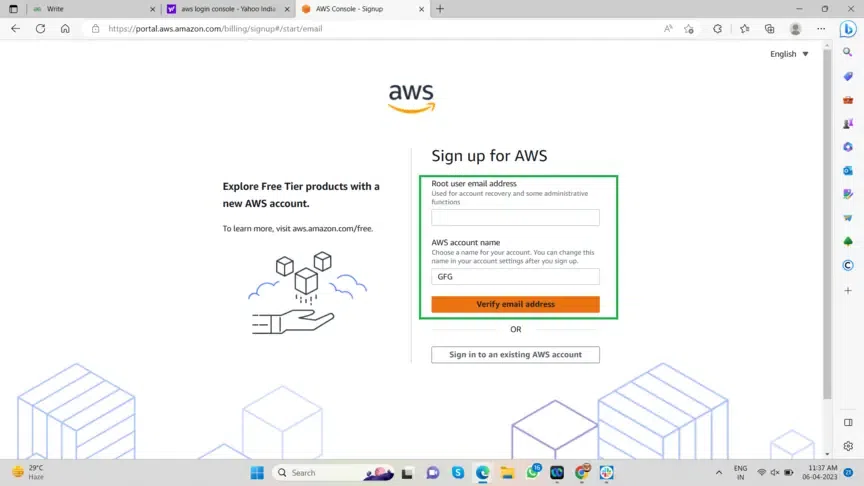 Write
aws login console - Yahoo India
AWS Console - Signup
https://portal.aws.amazon.com/billing/signup#/start/email
English
aws
Sign up for AWS
Explore Free Tier products with a
new AWS account.
To learn more, visit aws.amazon.com/free.
Root user email address
Used for account recovery and some administrative
functions
AWS account name
Choose a name for your account. You can change this
name in your account settings after you sign up.
GFG
Verify email address
OR
Sign in to an existing AWS account
29°C
Haze
Search
16
ENG
IN
11:37 AM
06-04-2023